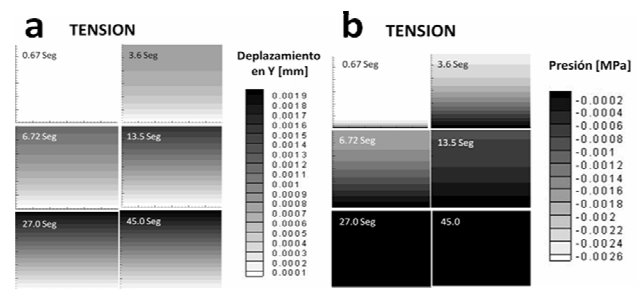 a TENSION
0.67 Seg
3.6 Seg
6.72 Seg
13.5 Seg
27.0 Seg
45.0 Seg
Deplazamiento
en Y [mm]
0.0019
0.0018
0.0017
0.0016
0.0015
0.0014
0.0013
0.0012
0.0011
0.001
0.0009
0.0008
0.0007
0.0006
0.0005
0.0004
0.0003
0.0002
0.0001
b TENSION
0.67 Seg
3.6 Seg
6.72 Seg
13.5 Seg
27.0 Seg
45.0
Presión [MPa]
-0.0002
-0.0004
-0.0006
-0.0008
-0.001
-0.0012
-0.0014
-0.0016
-0.0018
-0.002
-0.0022
-0.0024
-0.0026